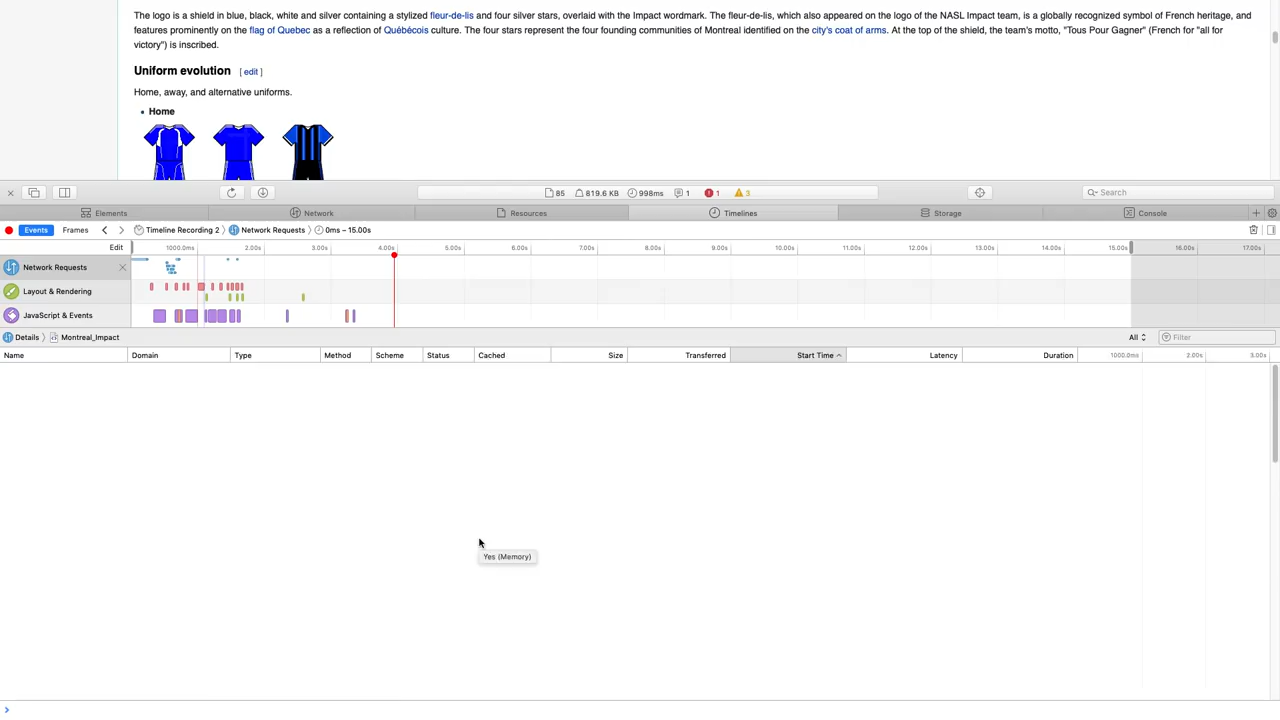 The logo is a shield in blue, black, white and silver containing a stylized fleur-de-lis and four silver stars, overlaid with the Impact wordmark. The fleur-de-lis, which also appeared on the logo of the NASL Impact team, is a globally recognized symbol of French heritage, and
features prominently on the flag of Quebec as a reflection of Québécois culture. The four stars represent the four founding communities of Montreal identified on the city's coat of arms. At the top of the shield, the team's motto, "Tous Pour Gagner" (French for "all for
victory") is inscribed.
Uniform evolution [ edit ]
Home, away, and alternative uniforms.
• Home
85 819.6 KB 998ms 1 1 3 Search
Elements Network Resources Timelines Storage Console
Events Frames Timeline Recording 2 Network Requests 0ms – 15.00s
Edit 1000.0ms 2.00s 3.00s 4.00s 5.00s 6.00s 7.00s 8.00s 9.00s 10.00s 11.00s 12.00s 13.00s 14.00s 15.00s 16.00s 17.00s
Network Requests
Layout & Rendering
JavaScript & Events
Details Montreal_Impact All Filter
Name Domain Type Method Scheme Status Cached Size Transferred Start Time Latency Duration 1000.0ms 2.00s 3.00s
Yes (Memory)